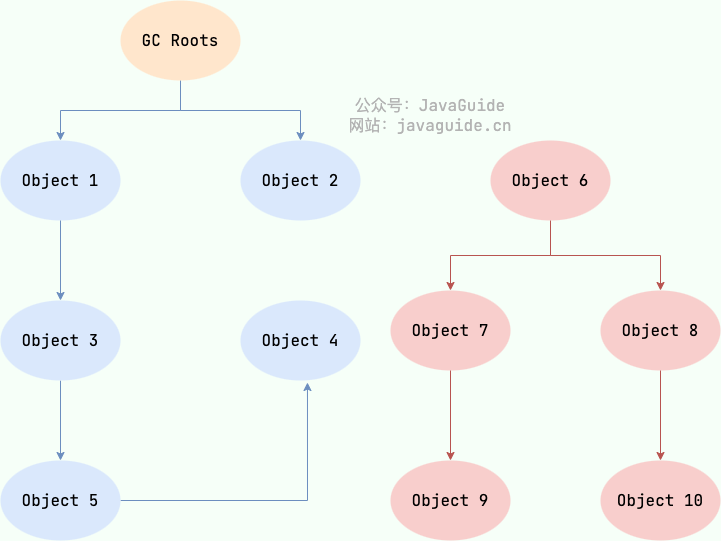 GC Roots
公众号：JavaGuide
网站：javaguide.cn
Object 1
Object 2
Object 6
Object 3
Object 4
Object 7
Object 8
Object 5
Object 9
Object 10